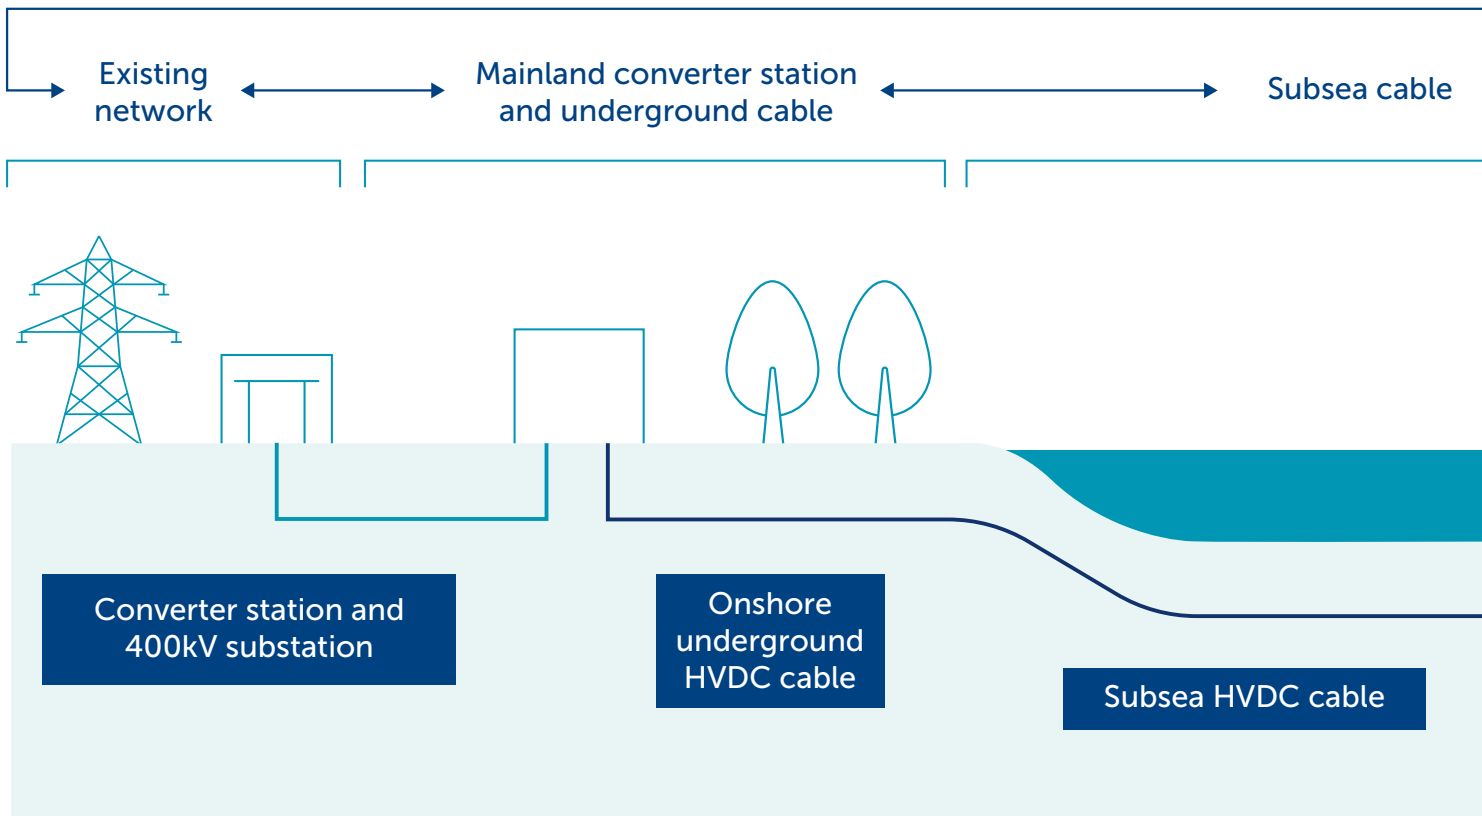 Existing
network
Mainland converter station
and underground cable
Subsea cable
Converter station and
400kV substation
Onshore
underground
HVDC cable
Subsea HVDC cable